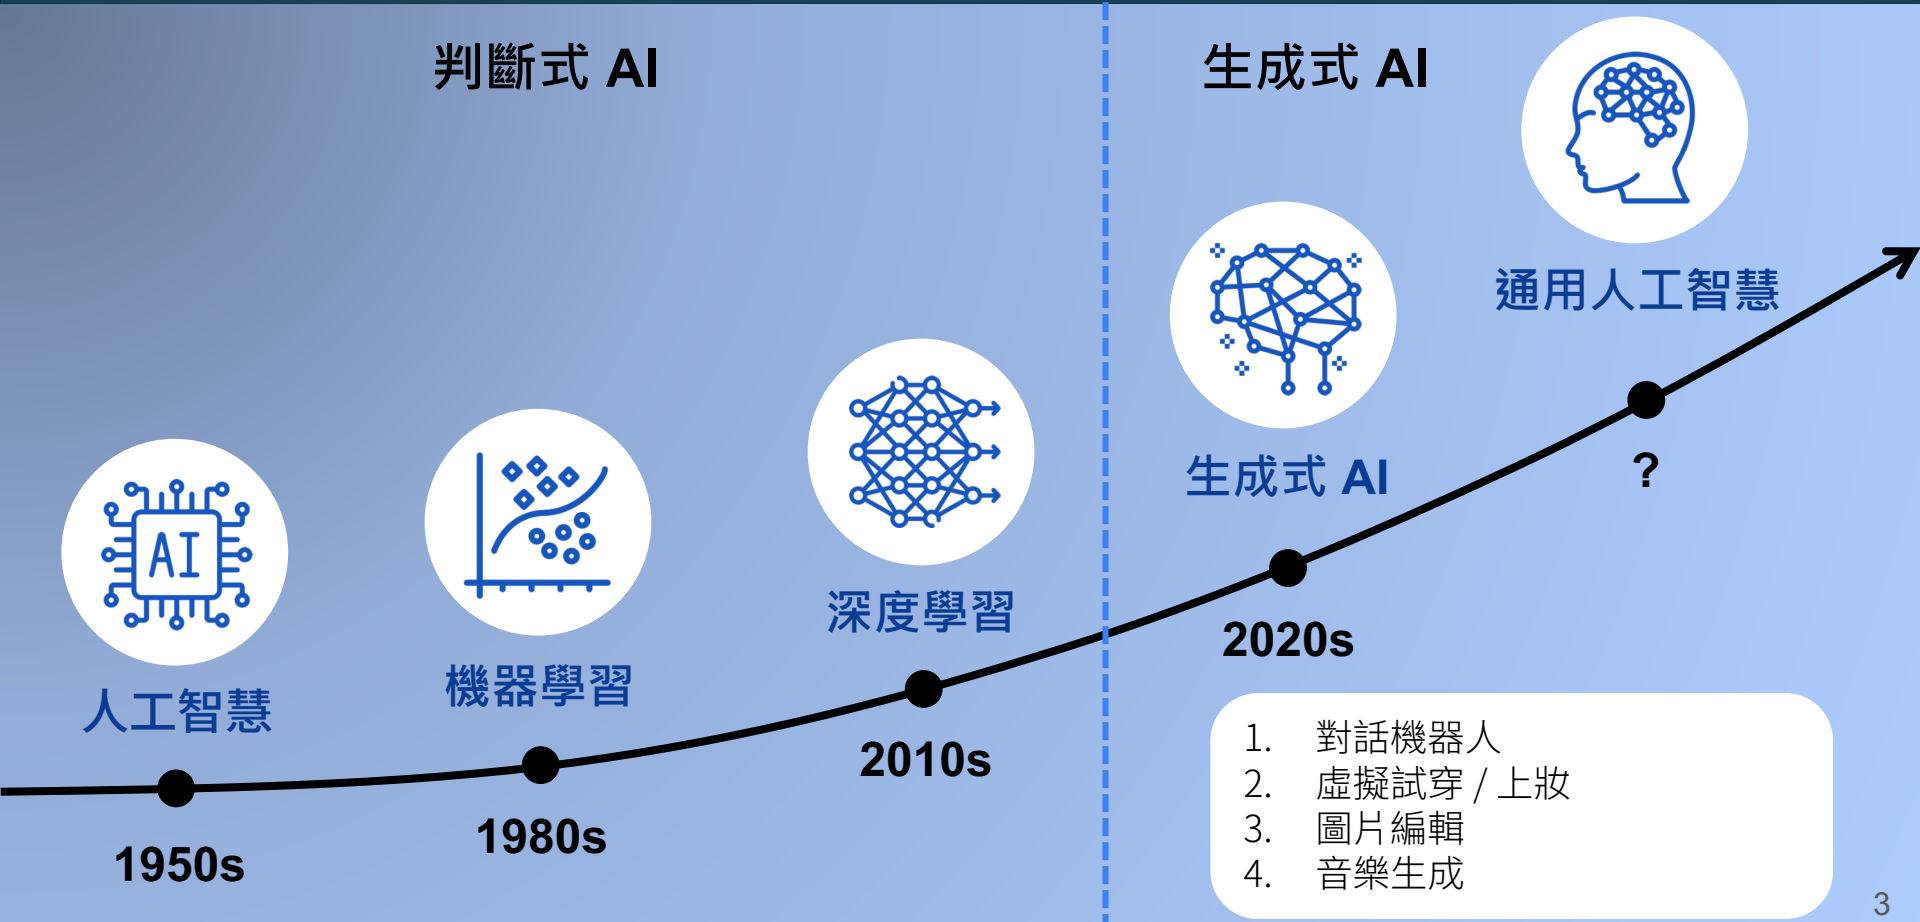 判斷式 AI
生成式 AI
通用人工智慧
生成式 AI
?
深度學習
AI
機器學習
人工智慧
2020s
2010s
1980s
1950s
1. 對話機器人
2. 虛擬試穿 / 上妝
3. 圖片編輯
4. 音樂生成
3